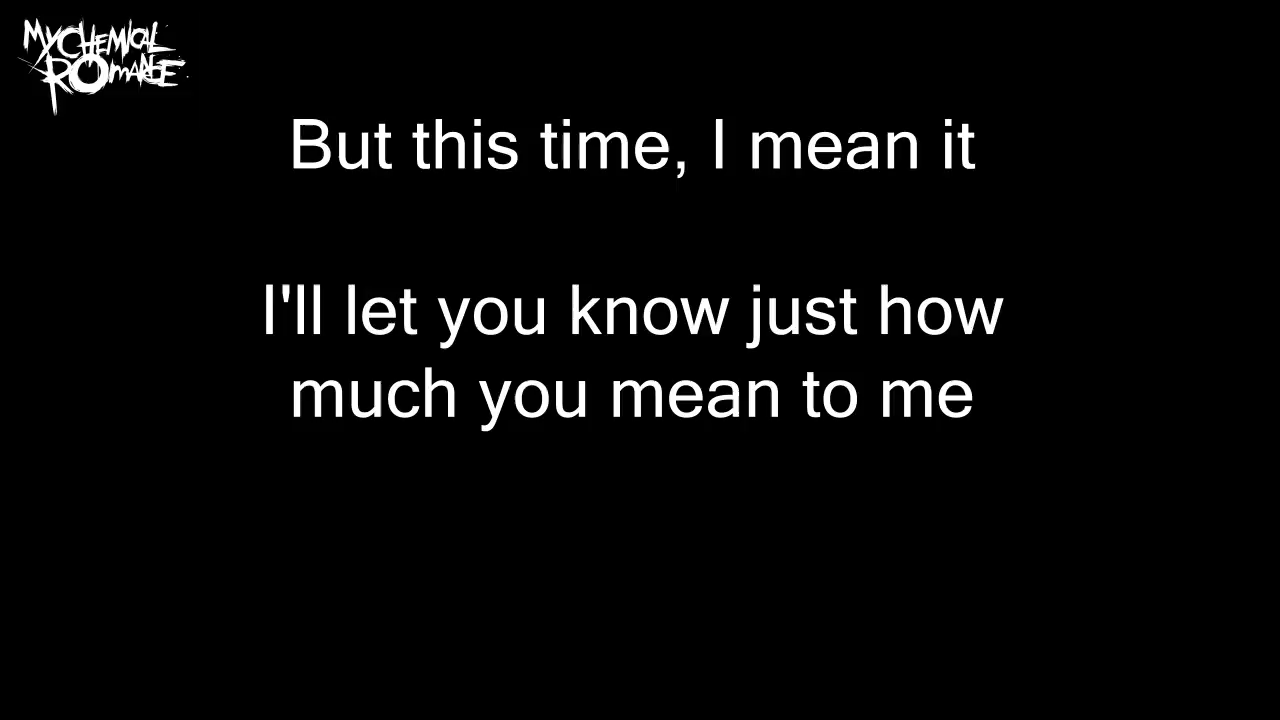 MY CHEMICAL
ROMANCE
But this time, I mean it
I'll let you know just how
much you mean to me